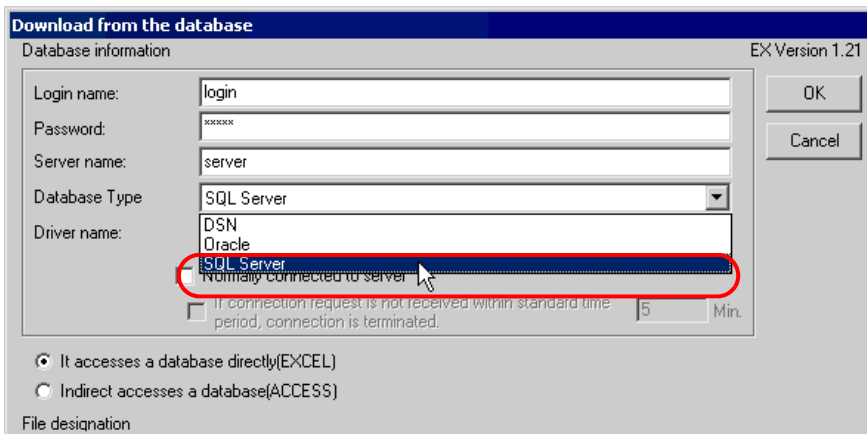 Download from the database
Database information EX Version 1.21
Login name: login OK
Password: xxxxx
Cancel
Server name: server
Database Type SQL Server
Driver name: DSN
Oracle
SQL Server
Normally connected to server
If connection request is not received within standard time
period, connection is terminated. 5 Min.
It accesses a database directly(EXCEL)
Indirect accesses a database(ACCESS)
File designation